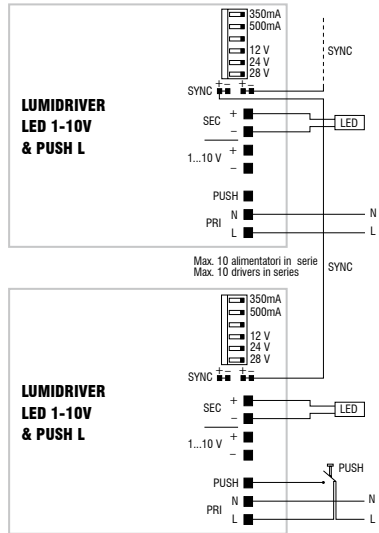 350mA
500mA
12 V
24 V
28 V
SYNC + - + -
SYNC
LUMIDRIVER
LED 1-10V
& PUSH L
SEC + -
LED
1...10 V + -
PUSH
PRI N L
N
L
Max. 10 alimentatori in serie
Max. 10 drivers in series
SYNC
350mA
500mA
12 V
24 V
28 V
SYNC + - + -
LUMIDRIVER
LED 1-10V
& PUSH L
SEC + -
LED
1...10 V + -
PUSH
PUSH
PRI N L
N
L